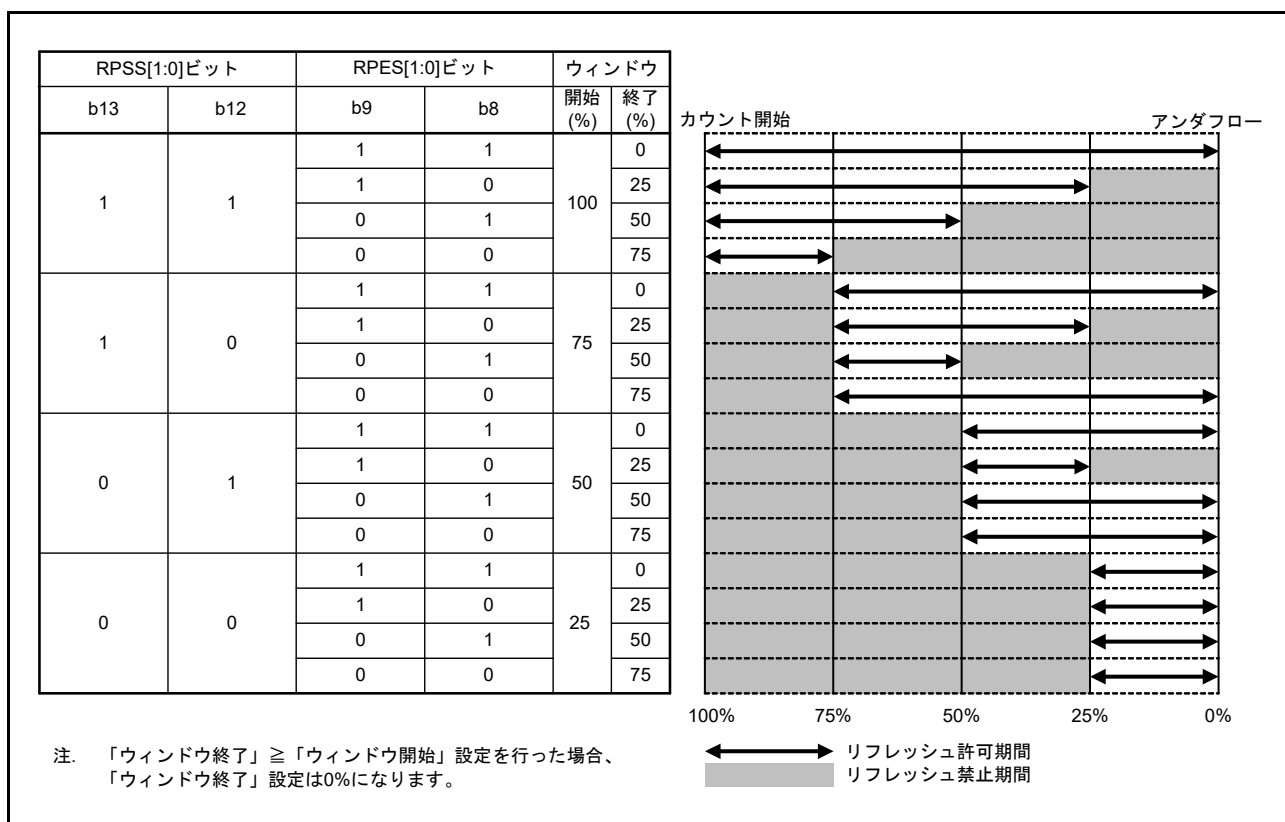 RPSS[1:0]ビット RPES[1:0]ビット ウィンドウ
b13 b12 b9 b8 開始(%) 終了(%)
カウント開始 アンダフロー
1 1 1 1 100 0
1 0 25
0 1 50
0 0 75
1 0 1 1 75 0
1 0 25
0 1 50
0 0 75
0 1 1 1 50 0
1 0 25
0 1 50
0 0 75
0 0 1 1 25 0
1 0 25
0 1 50
0 0 75
100% 75% 50% 25% 0%
注. 「ウィンドウ終了」≧「ウィンドウ開始」設定を行った場合、
「ウィンドウ終了」設定は0%になります。
リフレッシュ許可期間
リフレッシュ禁止期間